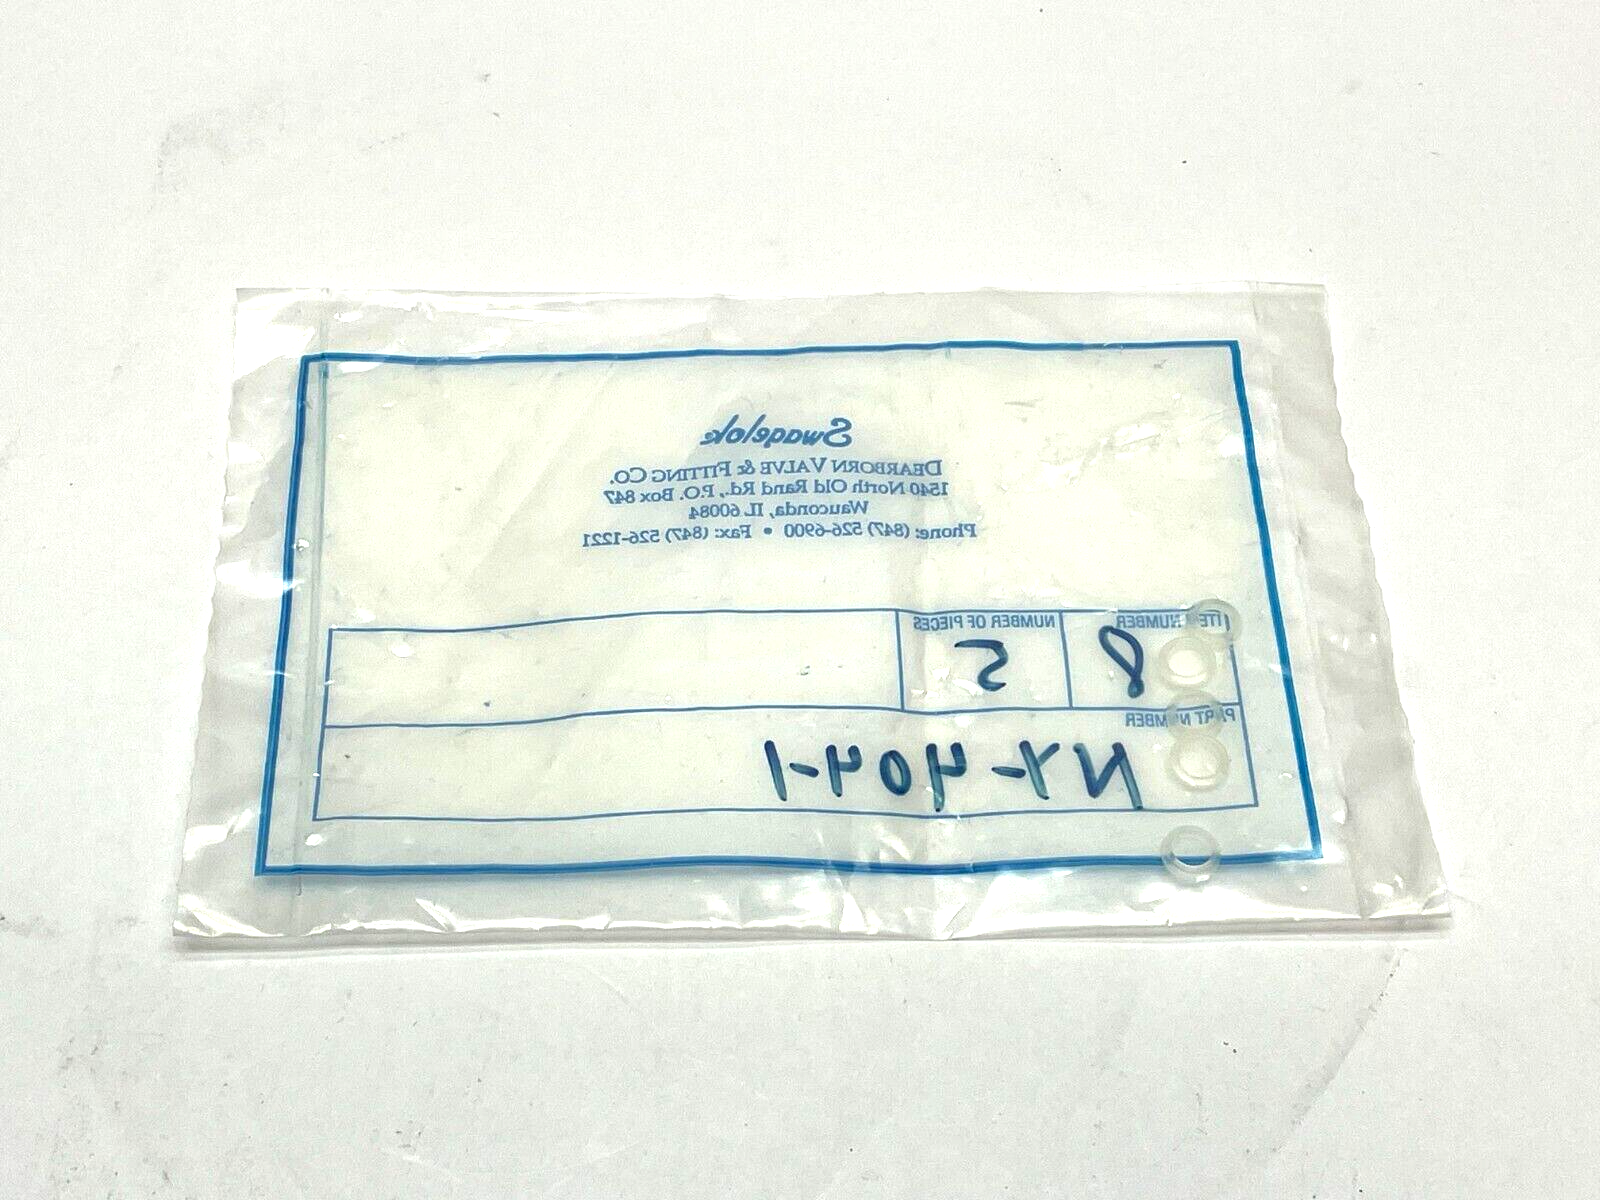 Swagelok
DEARBORN VALVE & FITTING CO.
1540 North Old Rand Rd., P.O. Box 847
Wauconda, IL 60084
Phone: (847) 526-6900 • Fax: (847) 526-1221
ITEM NUMBER
8
NUMBER OF PIECES
5
PART NUMBER
NY-404-1